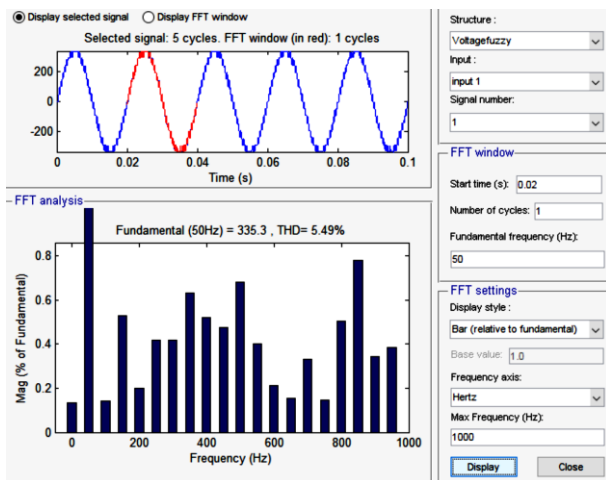 Display selected signal
Display FFT window
Selected signal: 5 cycles. FFT window (in red): 1 cycles
200
0
-200
0
0.02
0.04
0.06
0.08
0.1
Time (s)
FFT analysis
Fundamental (50Hz) = 335.3 , THD= 5.49%
0.8
0.6
0.4
0.2
0
Mag (% of Fundamental)
0
200
400
600
800
1000
Frequency (Hz)
Structure :
Voltagefuzzy
Input :
input 1
Signal number:
1
FFT window
Start time (s):
0.02
Number of cycles:
1
Fundamental frequency (Hz):
50
FFT settings
Display style :
Bar (relative to fundamental)
Base value:
1.0
Frequency axis:
Hertz
Max Frequency (Hz):
1000
Display
Close